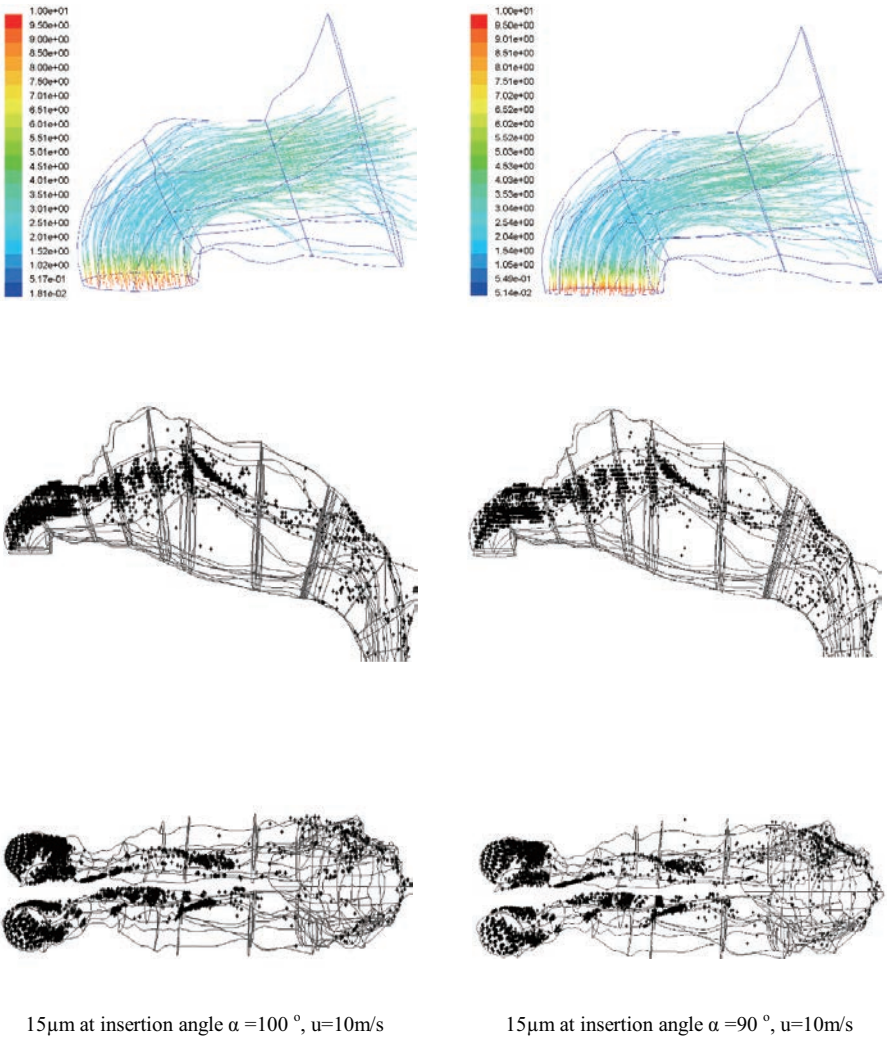 1.00e+01
9.50e+00
9.00e+00
8.50e+00
8.00e+00
7.50e+00
7.01e+00
6.51e+00
6.01e+00
5.51e+00
5.01e+00
4.51e+00
4.01e+00
3.51e+00
3.01e+00
2.51e+00
2.01e+00
1.52e+00
1.02e+00
5.17e-01
1.81e-02
1.00e+01
9.50e+00
9.01e+00
8.51e+00
8.01e+00
7.51e+00
7.02e+00
6.52e+00
6.02e+00
5.52e+00
5.03e+00
4.53e+00
4.03e+00
3.53e+00
3.04e+00
2.54e+00
2.04e+00
1.54e+00
1.05e+00
5.49e-01
5.14e-02
15µm at insertion angle α =100 °, u=10m/s
15µm at insertion angle α =90 °, u=10m/s